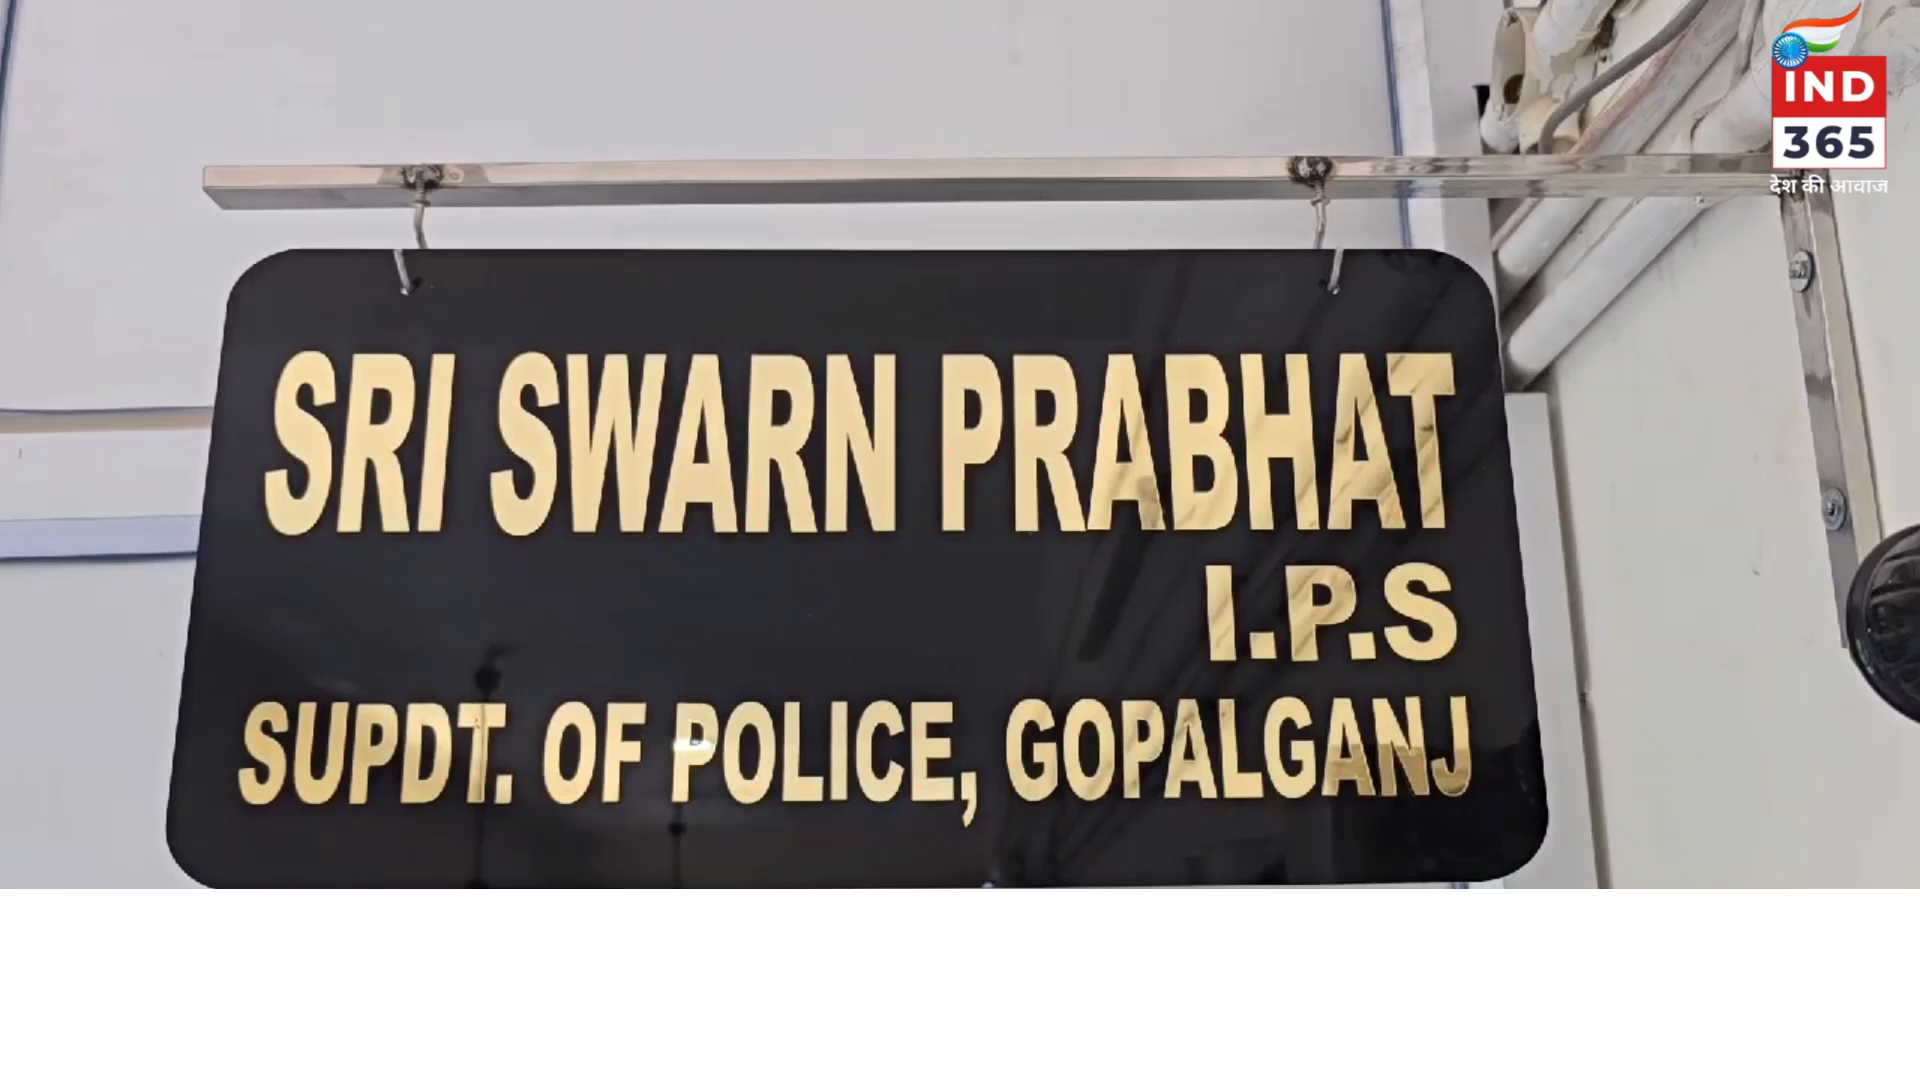 IND
365
देश की आवाज
SRI SWARN PRABHAT
I.P.S
SUPDT. OF POLICE, GOPALGANJ